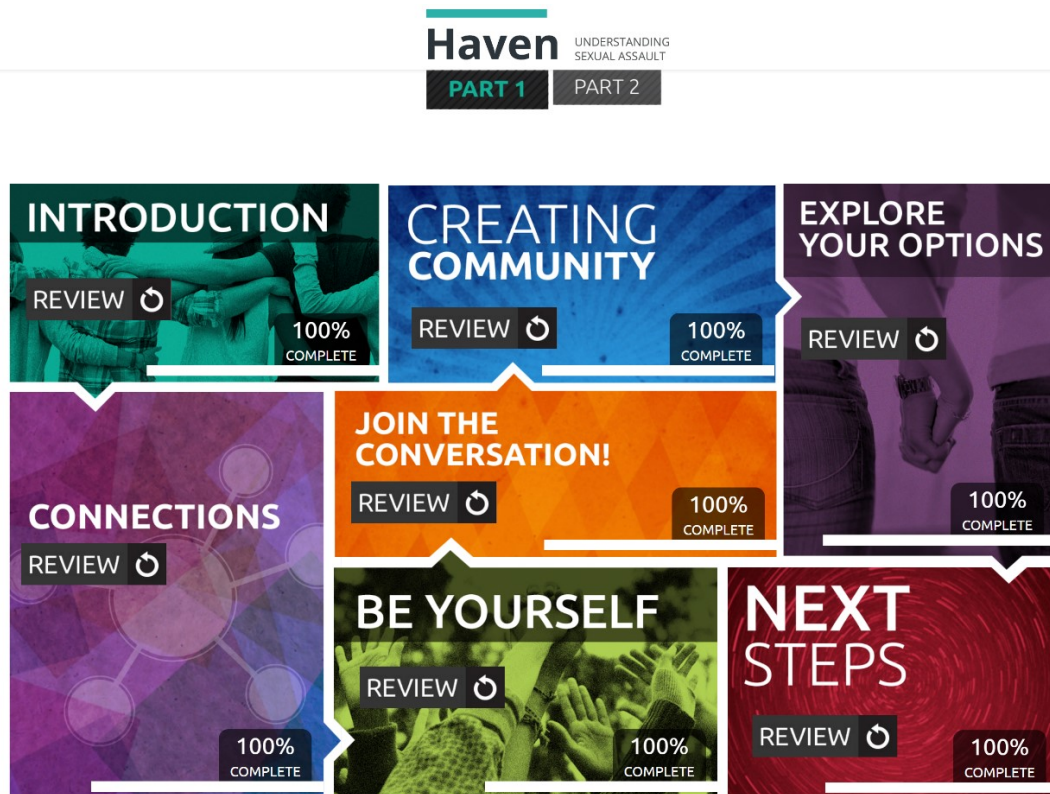 Haven
UNDERSTANDING
SEXUAL ASSAULT
PART 1
PART 2
INTRODUCTION
REVIEW
100%
COMPLETE
CREATING
COMMUNITY
REVIEW
100%
COMPLETE
EXPLORE
YOUR OPTIONS
REVIEW
100%
COMPLETE
CONNECTIONS
REVIEW
100%
COMPLETE
JOIN THE
CONVERSATION!
REVIEW
100%
COMPLETE
BE YOURSELF
REVIEW
100%
COMPLETE
NEXT
STEPS
REVIEW
100%
COMPLETE